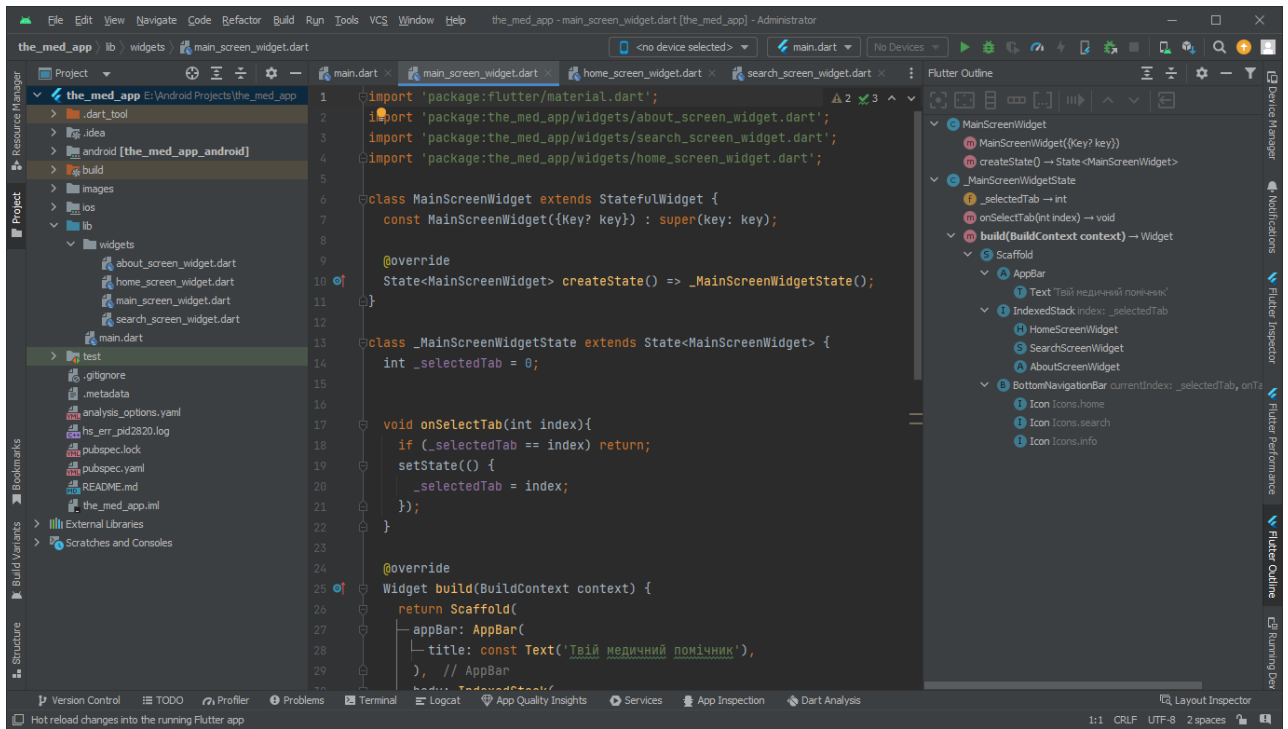 File Edit View Navigate Code Refactor Build Run Tools VCS Window Help the_med_app - main_screen_widget.dart [the_med_app] - Administrator
the_med_app lib widgets main_screen_widget.dart <no device selected> main.dart No Devices
Resource Manager
Project
Bookmarks
Build Variants
Structure
Project
the_med_app E:\Android Projects\the_med_app
.dart_tool
.idea
android [the_med_app_android]
build
images
ios
lib
widgets
about_screen_widget.dart
home_screen_widget.dart
main_screen_widget.dart
search_screen_widget.dart
main.dart
test
.gitignore
.metadata
analysis_options.yaml
hs_err_pid2820.log
pubspec.lock
pubspec.yaml
README.md
the_med_app.iml
External Libraries
Scratches and Consoles
main.dart main_screen_widget.dart home_screen_widget.dart search_screen_widget.dart
2 3
1 import 'package:flutter/material.dart';
2 import 'package:the_med_app/widgets/about_screen_widget.dart';
3 import 'package:the_med_app/widgets/search_screen_widget.dart';
4 import 'package:the_med_app/widgets/home_screen_widget.dart';
5
6 class MainScreenWidget extends StatefulWidget {
7 const MainScreenWidget({Key? key}) : super(key: key);
8
9 @override
10 State<MainScreenWidget> createState() => _MainScreenWidgetState();
11 }
12
13 class _MainScreenWidgetState extends State<MainScreenWidget> {
14 int _selectedTab = 0;
15
16
17 void onSelectTab(int index){
18 if (_selectedTab == index) return;
19 setState(() {
20 _selectedTab = index;
21 });
22 }
23
24 @override
25 Widget build(BuildContext context) {
26 return Scaffold(
27 appBar: AppBar(
28 title: const Text('Твій медичний помічник'),
29 ), // AppBar
30 body: IndexedStack(
Flutter Outline
MainScreenWidget
MainScreenWidget({Key? key})
createState() → State<MainScreenWidget>
_MainScreenWidgetState
_selectedTab → int
onSelectTab(int index) → void
build(BuildContext context) → Widget
Scaffold
AppBar
Text 'Твій медичний помічник'
IndexedStack index: _selectedTab
HomeScreenWidget
SearchScreenWidget
AboutScreenWidget
BottomNavigationBar currentIndex: _selectedTab, onTa
Icon Icons.home
Icon Icons.search
Icon Icons.info
Device Manager
Notifications
Flutter Inspector
Flutter Performance
Flutter Outline
Running Dev
Version Control TODO Profiler Problems Terminal Logcat App Quality Insights Services App Inspection Dart Analysis Layout Inspector
Hot reload changes into the running Flutter app 1:1 CRLF UTF-8 2 spaces